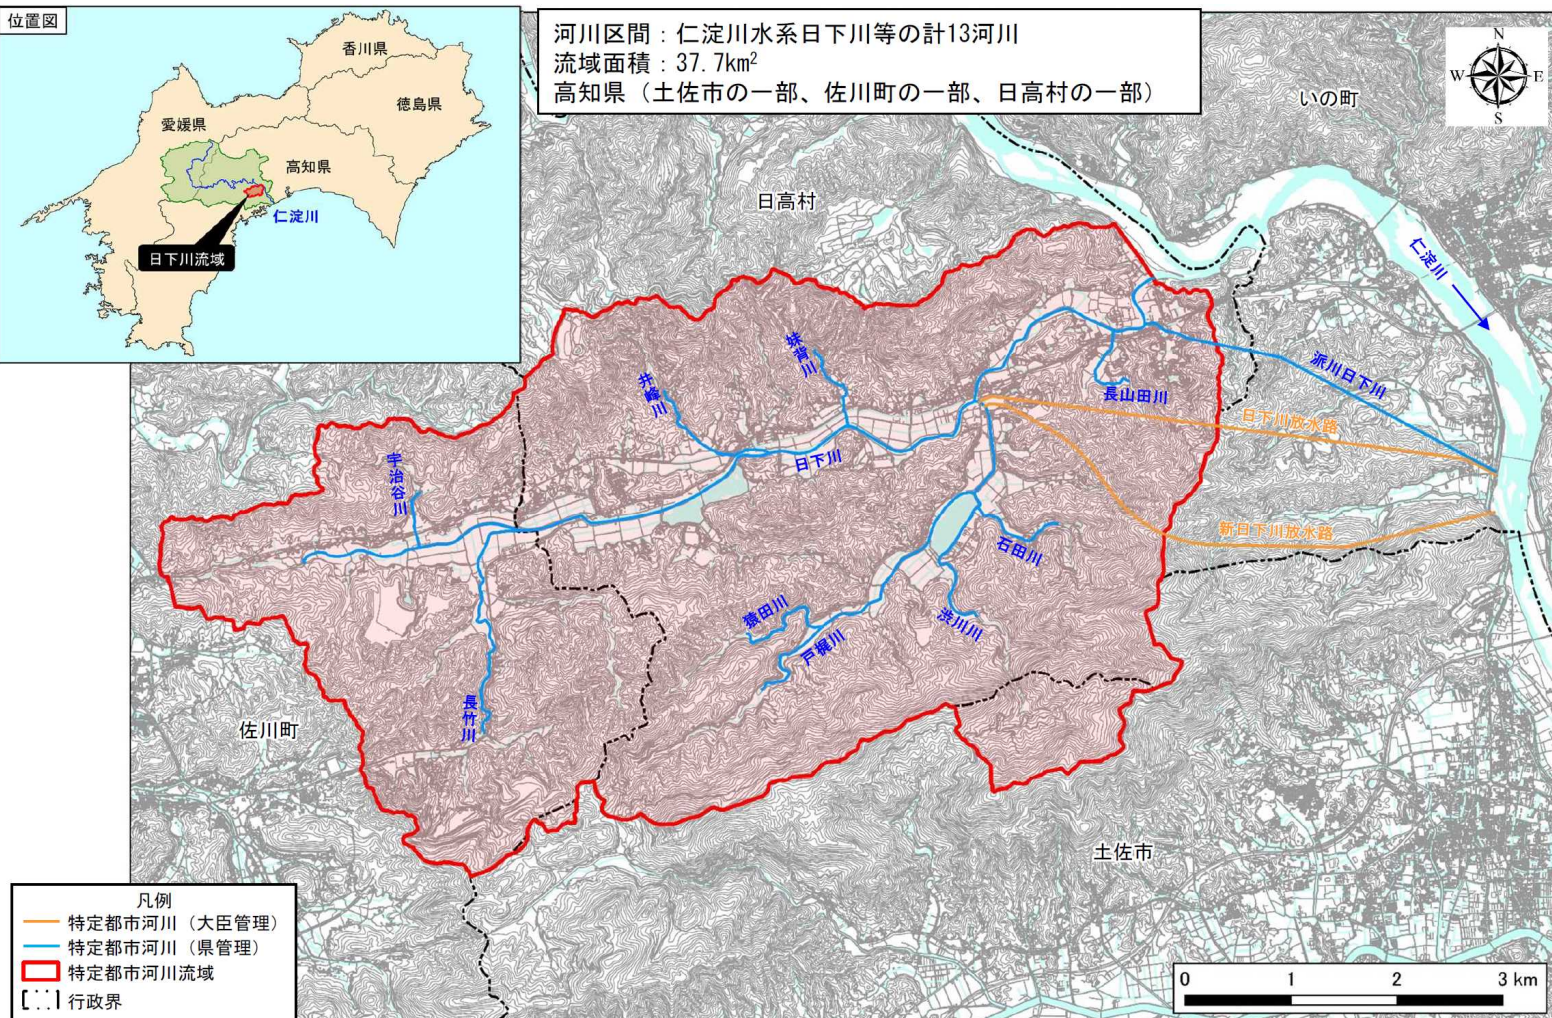 位置図
香川県
徳島県
愛媛県
高知県
仁淀川
日下川流域
河川区間：仁淀川水系日下川等の計13河川
流域面積：37.7km²
高知県（土佐市の一部、佐川町の一部、日高村の一部）
N
W
E
S
いの町
日高村
仁淀川
妹背川
井峰川
派川日下川
長山田川
日下川放水路
日下川
宇治谷川
新日下川放水路
石田川
猿田川
渋川川
戸梶川
長竹川
佐川町
土佐市
凡例
特定都市河川（大臣管理）
特定都市河川（県管理）
特定都市河川流域
行政界
0 1 2 3 km